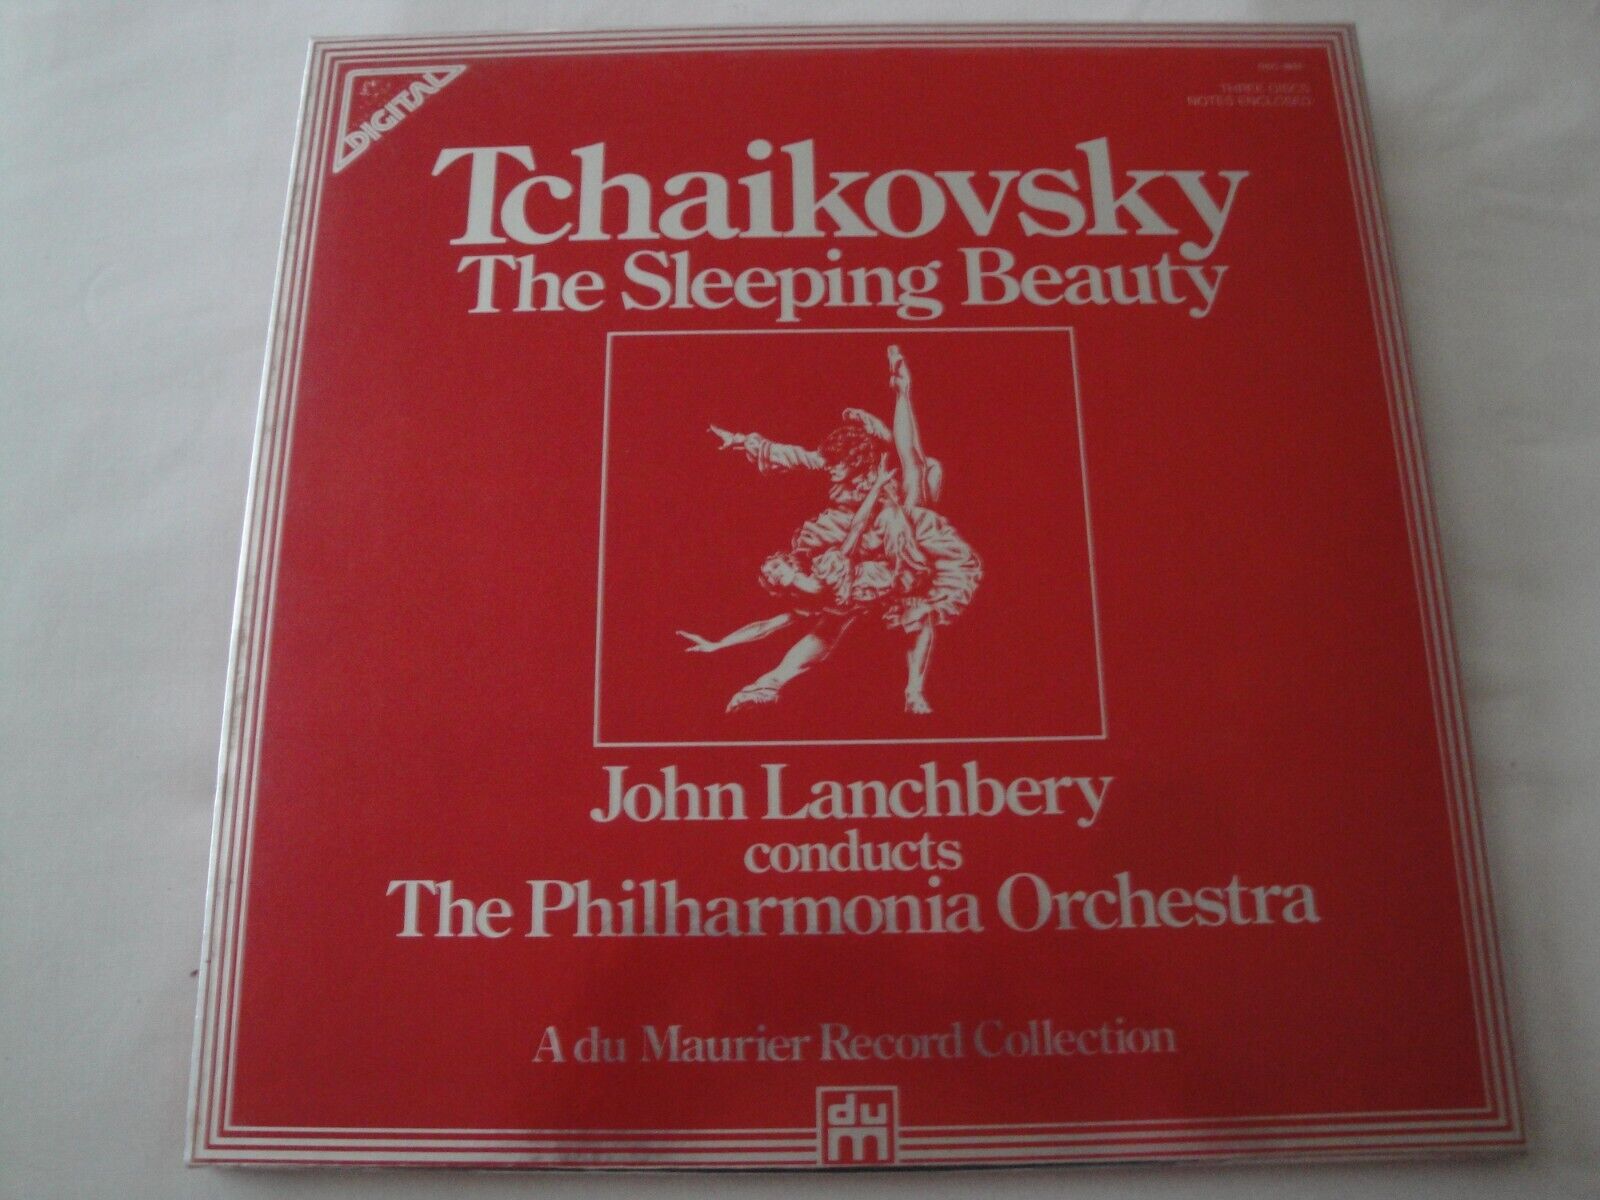 DIGITAL
THREE DISCS
NOTES ENCLOSED
Tchaikovsky
The Sleeping Beauty
John Lanchbery
conducts
The Philharmonia Orchestra
A du Maurier Record Collection
du
M